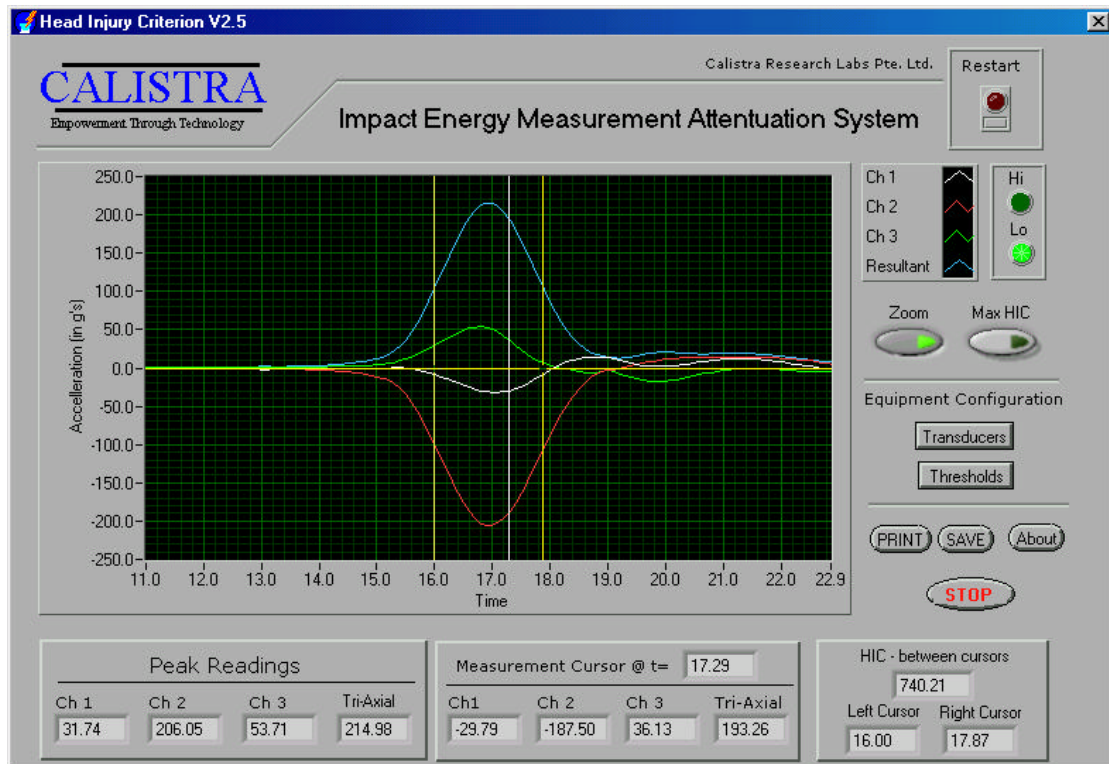 Head Injury Criterion V2.5
CALISTRA
Empowerment Through Technology
Calistra Research Labs Pte. Ltd.
Impact Energy Measurement Attentuation System
Restart
250.0
200.0
150.0
100.0
50.0
0.0
-50.0
-100.0
-150.0
-200.0
-250.0
Accelleration (in g's)
11.0 12.0 13.0 14.0 15.0 16.0 17.0 18.0 19.0 20.0 21.0 22.0 22.9
Time
Ch 1
Ch 2
Ch 3
Resultant
Hi
Lo
Zoom Max HIC
Equipment Configuration
Transducers
Thresholds
PRINT SAVE About
STOP
Peak Readings
Ch 1 Ch 2 Ch 3 Tri-Axial
31.74 206.05 53.71 214.98
Measurement Cursor @ t= 17.29
Ch1 Ch 2 Ch 3 Tri-Axial
-29.79 -187.50 36.13 193.26
HIC - between cursors
740.21
Left Cursor Right Cursor
16.00 17.87